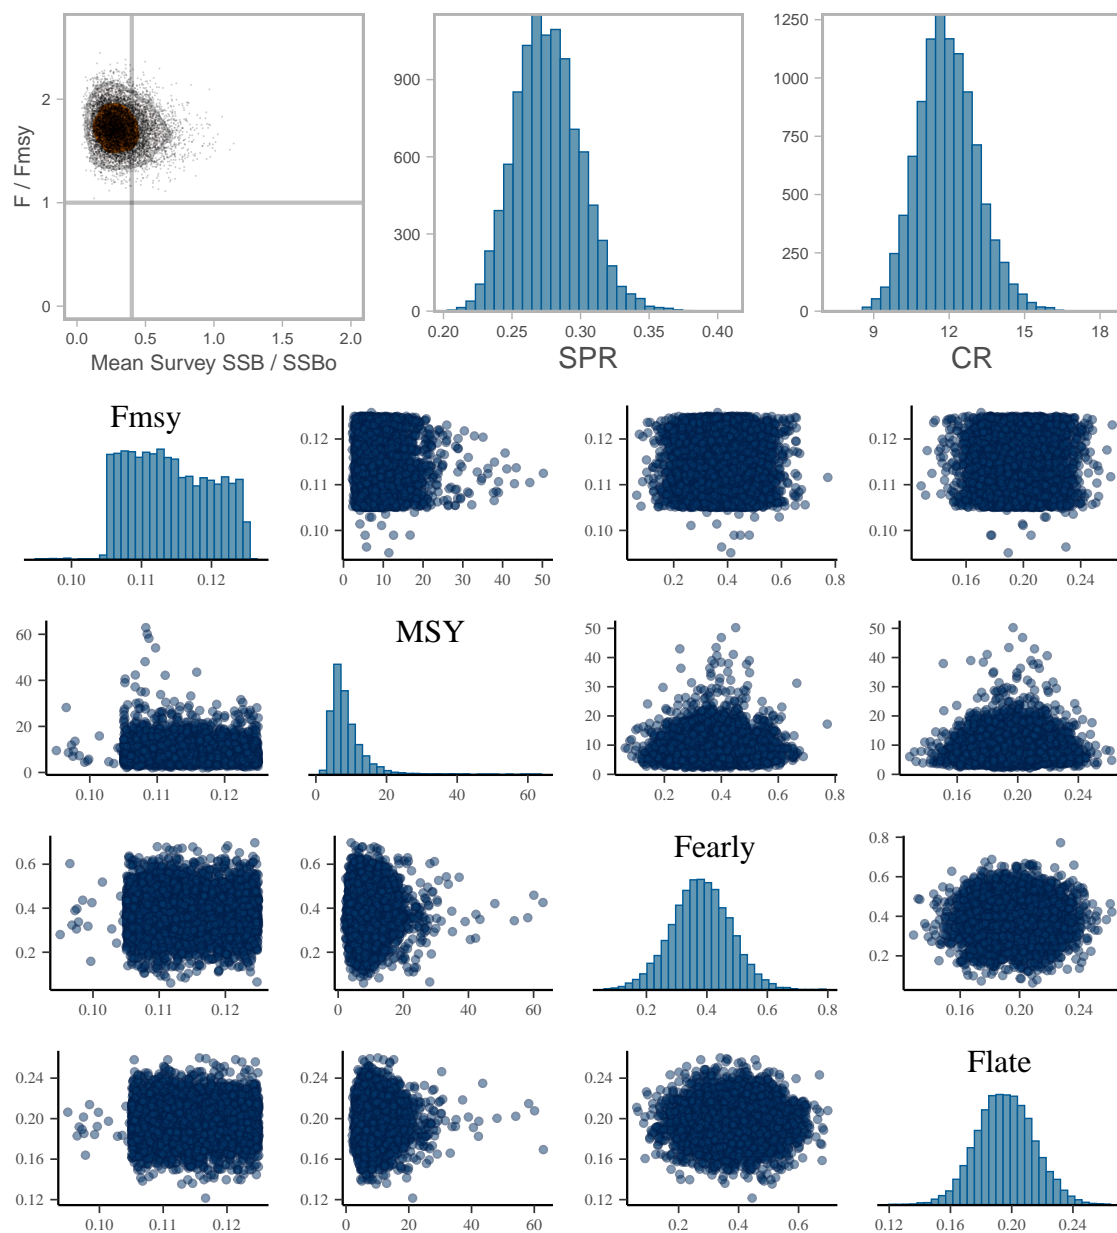 2
1
0
F / Fmsy
0.0 0.5 1.0 1.5 2.0
Mean Survey SSB / SSBo
900
600
300
0
0.20 0.25 0.30 0.35 0.40
SPR
1250
1000
750
500
250
0
9 12 15 18
CR
Fmsy
0.10 0.11 0.12
0.12
0.11
0.10
0 10 20 30 40 50
0.12
0.11
0.10
0.2 0.4 0.6 0.8
0.12
0.11
0.10
0.16 0.20 0.24
60
40
20
0
0.10 0.11 0.12
MSY
0 20 40 60
50
40
30
20
10
0
0.2 0.4 0.6 0.8
50
40
30
20
10
0
0.16 0.20 0.24
0.6
0.4
0.2
0.10 0.11 0.12
0.6
0.4
0.2
0 20 40 60
Fearly
0.2 0.4 0.6 0.8
0.8
0.6
0.4
0.2
0.16 0.20 0.24
0.24
0.20
0.16
0.12
0.10 0.11 0.12
0.24
0.20
0.16
0.12
0 20 40 60
0.24
0.20
0.16
0.12
0.2 0.4 0.6
Flate
0.12 0.16 0.20 0.24